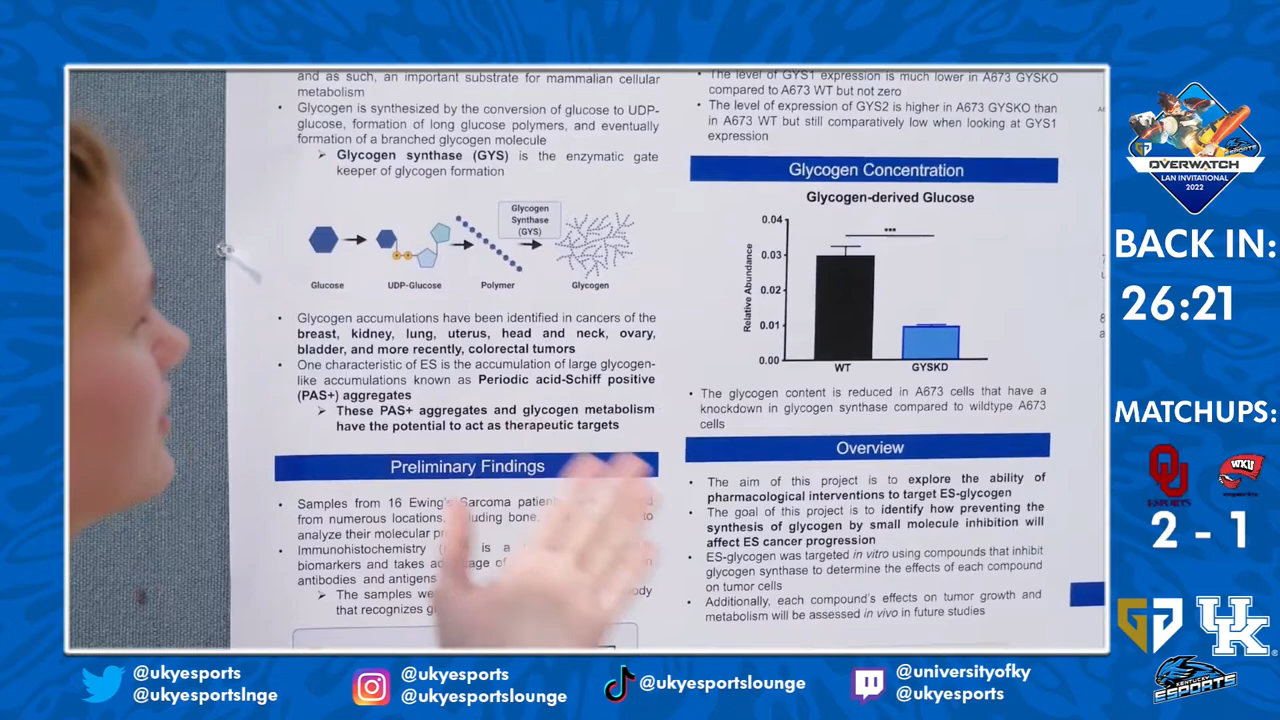 and as such, an important substrate for mammalian cellular
metabolism
• Glycogen is synthesized by the conversion of glucose to UDP-
glucose, formation of long glucose polymers, and eventually
formation of a branched glycogen molecule
➢ Glycogen synthase (GYS) is the enzymatic gate
keeper of glycogen formation
Glycogen
Synthase
(GYS)
Glucose
UDP-Glucose
Polymer
Glycogen
• Glycogen accumulations have been identified in cancers of the
breast, kidney, lung, uterus, head and neck, ovary,
bladder, and more recently, colorectal tumors
• One characteristic of ES is the accumulation of large glycogen-
like accumulations known as Periodic acid-Schiff positive
(PAS+) aggregates
➢ These PAS+ aggregates and glycogen metabolism
have the potential to act as therapeutic targets
Preliminary Findings
• Samples from 16 Ewing's Sarcoma
from numerous locations, bone, to
analyze their molecular
• Immunohistochemistry is a
biomarkers and takes of
antibodies and antigens
➢ The samples
that recognizes
• The level of GYS1 expression is much lower in A673 GYSKO
compared to A673 WT but not zero
• The level of expression of GYS2 is higher in A673 GYSKO than
in A673 WT but still comparatively low when looking at GYS1
expression
Glycogen Concentration
Glycogen-derived Glucose
Relative Abundance
0.04
0.03
0.02
0.01
0.00
***
WT
GYSKD
• The glycogen content is reduced in A673 cells that have a
knockdown in glycogen synthase compared to wildtype A673
cells
Overview
• The aim of this project is to explore the ability of
pharmacological interventions to target ES-glycogen
• The goal of this project is to identify how preventing the
synthesis of glycogen by small molecule inhibition will
affect ES cancer progression
• ES-glycogen was targeted in vitro using compounds that inhibit
glycogen synthase to determine the effects of each compound
on tumor cells
• Additionally, each compound's effects on tumor growth and
metabolism will be assessed in vivo in future studies
OVERWATCH
LAN INVITATIONAL
2022
BACK IN:
26:21
MATCHUPS:
OU
ESPORTS
WKU
2 - 1
UK
KENTUCKY
ESPORTS
@ukyesports
@ukyesportslnge
@ukyesports
@ukyesportslounge
@ukyesportslounge
@universityofky
@ukyesports